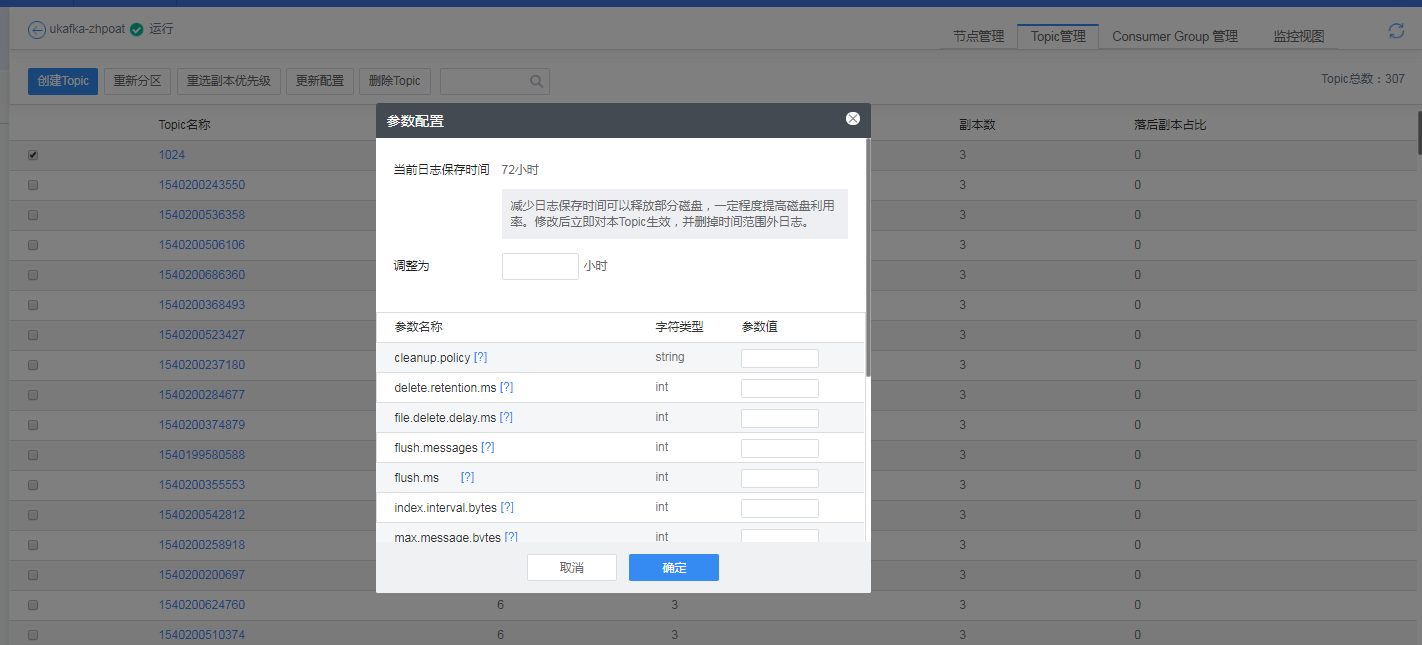 ukafka-zhpoat 运行
节点管理 Topic管理 Consumer Group 管理 监控视图
创建Topic 重新分区 重选副本优先级 更新配置 删除Topic
Topic总数：307
Topic名称 副本数 落后副本占比
1024 3 0
1540200243550 3 0
1540200536358 3 0
1540200506106 3 0
1540200686360 3 0
1540200368493 3 0
1540200523427 3 0
1540200237180 3 0
1540200284677 3 0
1540200374879 3 0
1540199580588 3 0
1540200355553 3 0
1540200542812 3 0
1540200258918 3 0
1540200200697 3 0
1540200624760 6 3 3 0
1540200510374 6 3 3 0
参数配置
当前日志保存时间 72小时
减少日志保存时间可以释放部分磁盘，一定程度提高磁盘利用
率。修改后立即对本Topic生效，并删掉时间范围外日志。
调整为 小时
参数名称 字符类型 参数值
cleanup.policy [?] string
delete.retention.ms [?] int
file.delete.delay.ms [?] int
flush.messages [?] int
flush.ms [?] int
index.interval.bytes [?] int
max.message.bytes [?] int
取消 确定